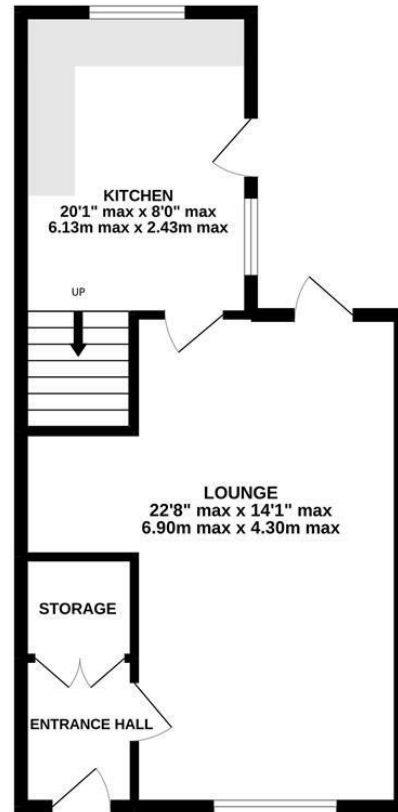 KITCHEN
20'1" max x 8'0" max
6.13m max x 2.43m max
UP
LOUNGE
22'8" max x 14'1" max
6.90m max x 4.30m max
STORAGE
ENTRANCE HALL